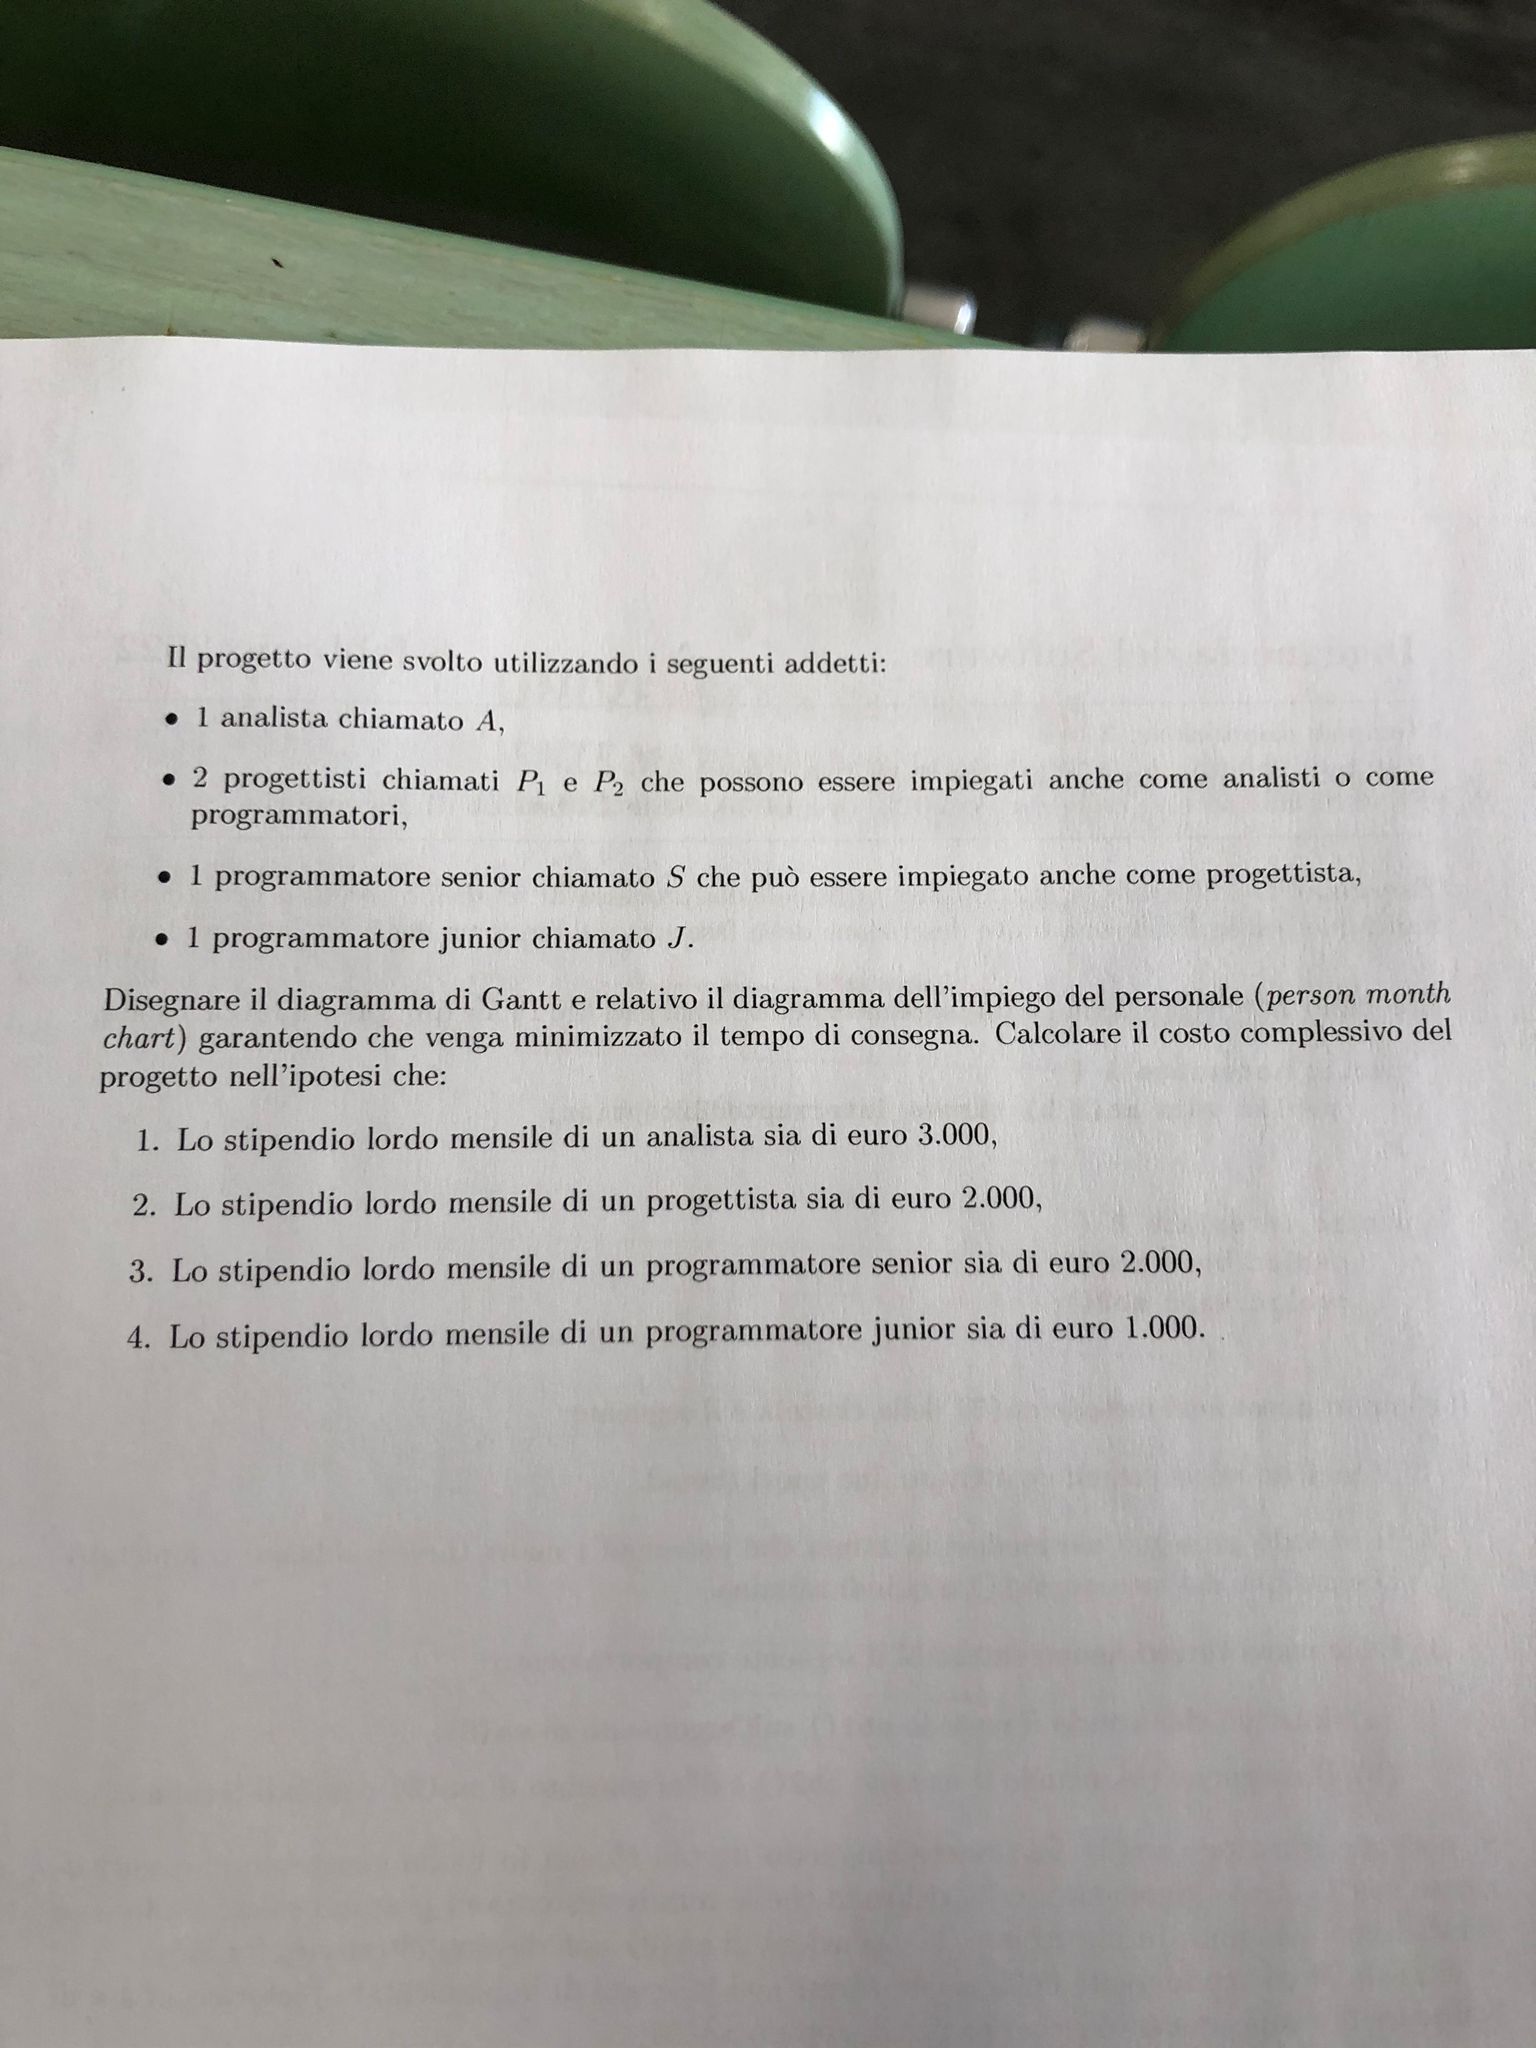 Il progetto viene svolto utilizzando i seguenti addetti:
• 1 analista chiamato A,
• 2 progettisti chiamati P1 e P2 che possono essere impiegati anche come analisti o come
programmatori,
• 1 programmatore senior chiamato S che può essere impiegato anche come progettista,
• 1 programmatore junior chiamato J.
Disegnare il diagramma di Gantt e relativo il diagramma dell'impiego del personale (person month
chart) garantendo che venga minimizzato il tempo di consegna. Calcolare il costo complessivo del
progetto nell'ipotesi che:
1. Lo stipendio lordo mensile di un analista sia di euro 3.000,
2. Lo stipendio lordo mensile di un progettista sia di euro 2.000,
3. Lo stipendio lordo mensile di un programmatore senior sia di euro 2.000,
4. Lo stipendio lordo mensile di un programmatore junior sia di euro 1.000.